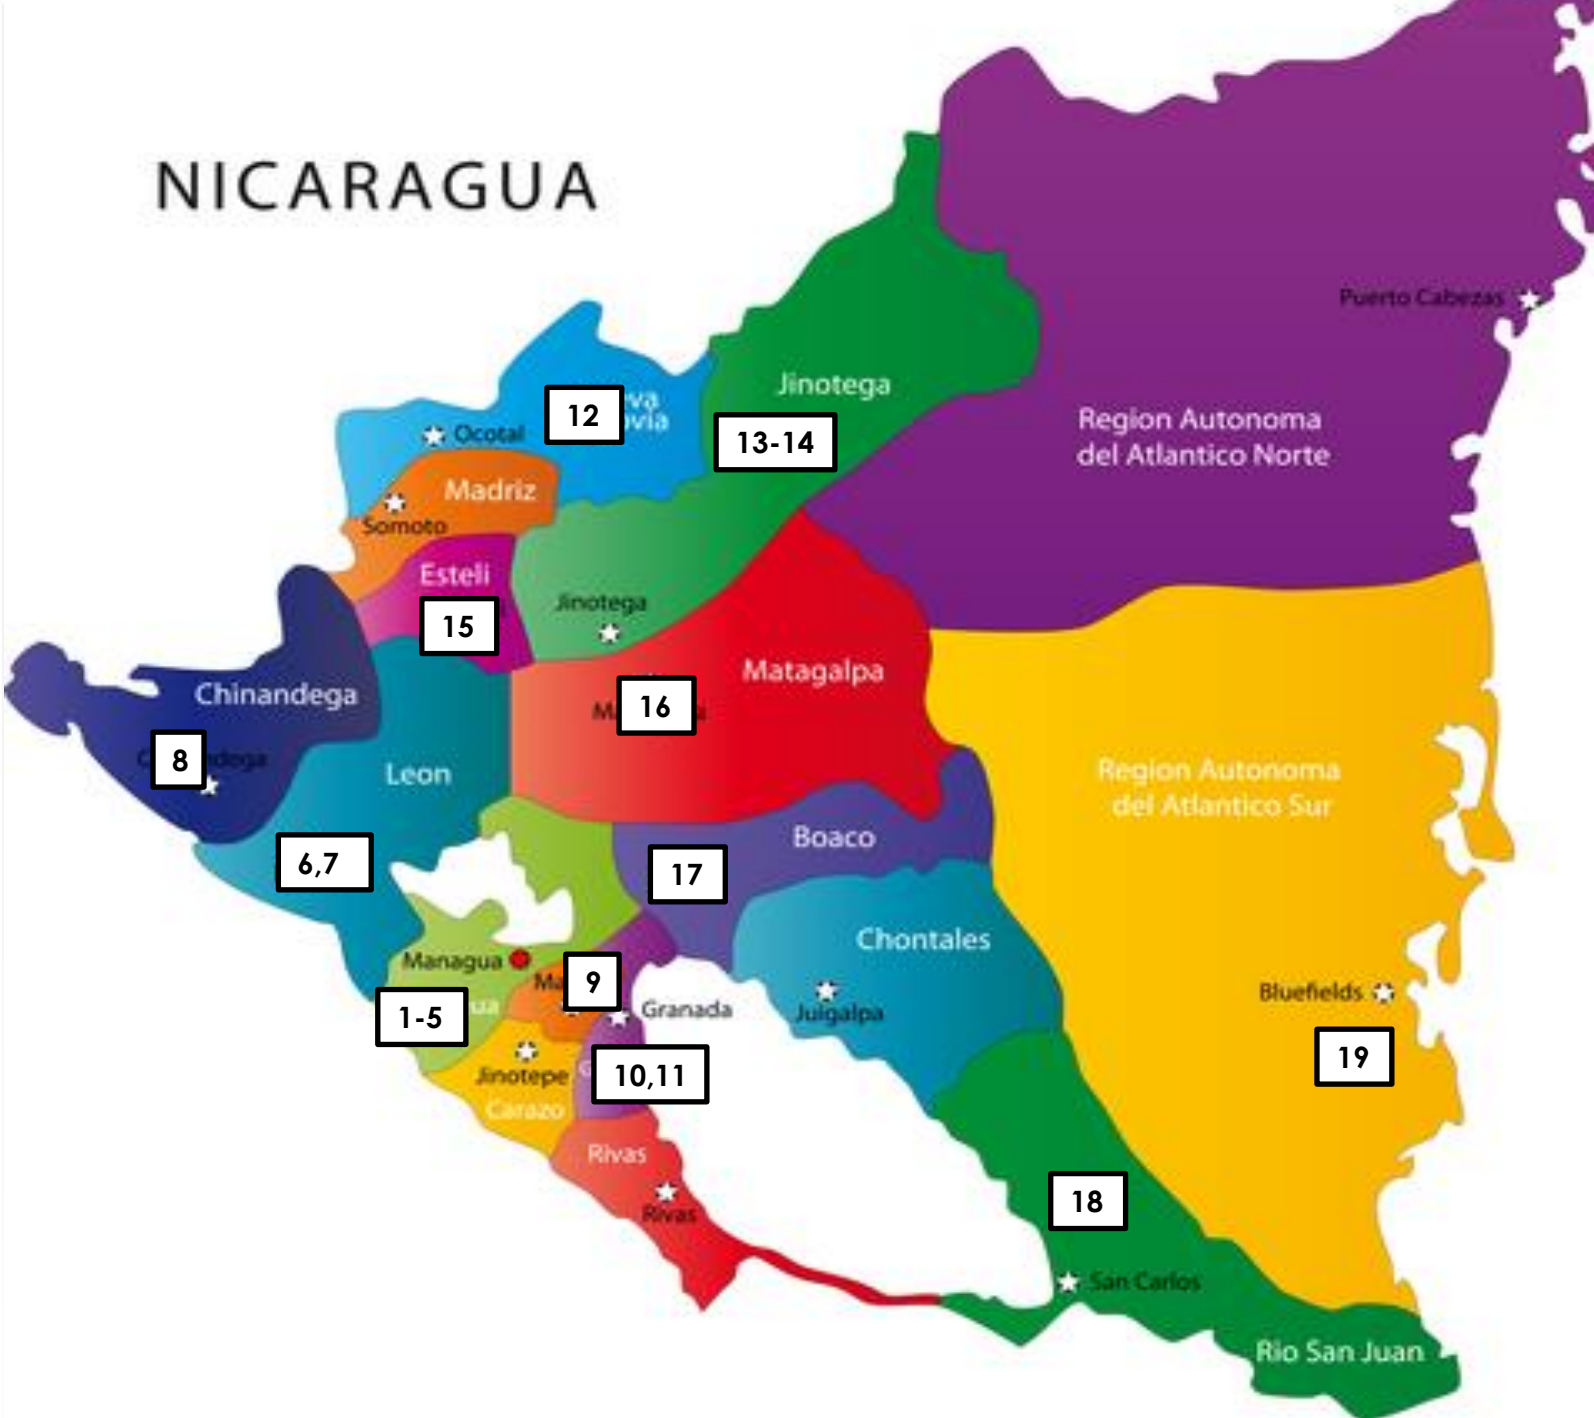 NICARAGUA
Puerto Cabezas
Jinotega
12
13-14
Region Autonoma
del Atlantico Norte
Ocotal
Madriz
Somoto
Esteli
15
Jinotega
Matagalpa
Chinandega
16
8
Leon
Region Autonoma
del Atlantico Sur
Boaco
6,7
17
Chontales
Managua
9
Bluefields
Granada
Juigalpa
1-5
19
Jinotepe
10,11
Carazo
Rivas
Rivas
18
San Carlos
Rio San Juan